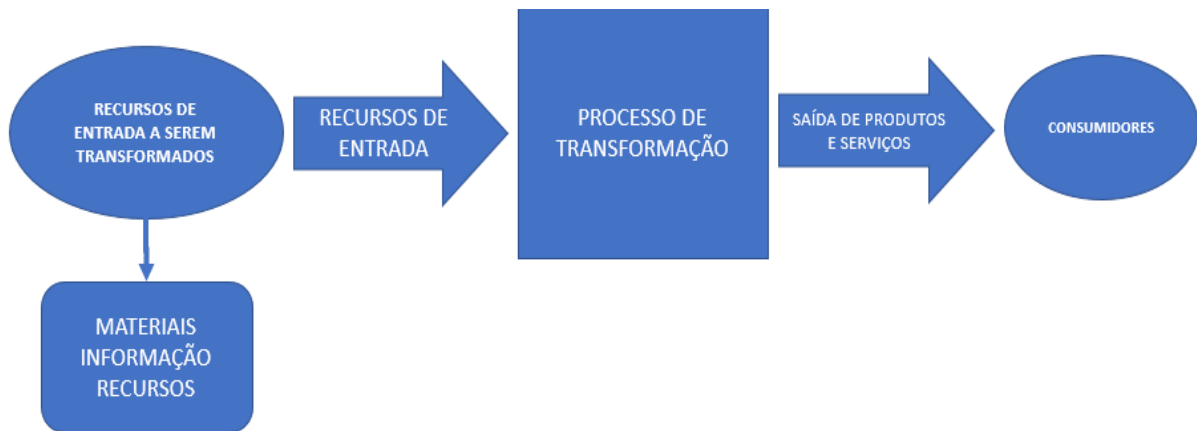 RECURSOS DE
ENTRADA A SEREM
TRANSFORMADOS
RECURSOS DE
ENTRADA
PROCESSO DE
TRANSFORMAÇÃO
SAÍDA DE PRODUTOS
E SERVIÇOS
CONSUMIDORES
MATERIAIS
INFORMAÇÃO
RECURSOS